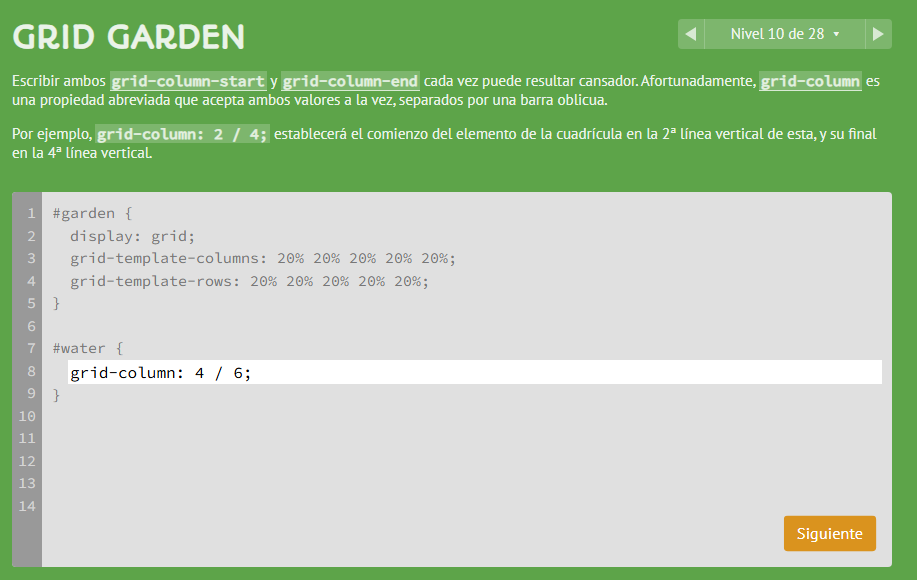 GRID GARDEN
Nivel 10 de 28 ▾
Escribir ambos grid-column-start y grid-column-end cada vez puede resultar cansador. Afortunadamente, grid-column es
una propiedad abreviada que acepta ambos valores a la vez, separados por una barra oblicua.
Por ejemplo, grid-column: 2 / 4; establecerá el comienzo del elemento de la cuadrícula en la 2ª línea vertical de esta, y su final
en la 4ª línea vertical.
1 #garden {
2 display: grid;
3 grid-template-columns: 20% 20% 20% 20% 20%;
4 grid-template-rows: 20% 20% 20% 20% 20%;
5 }
6
7 #water {
8 grid-column: 4 / 6;
9 }
10
11
12
13
14
Siguiente